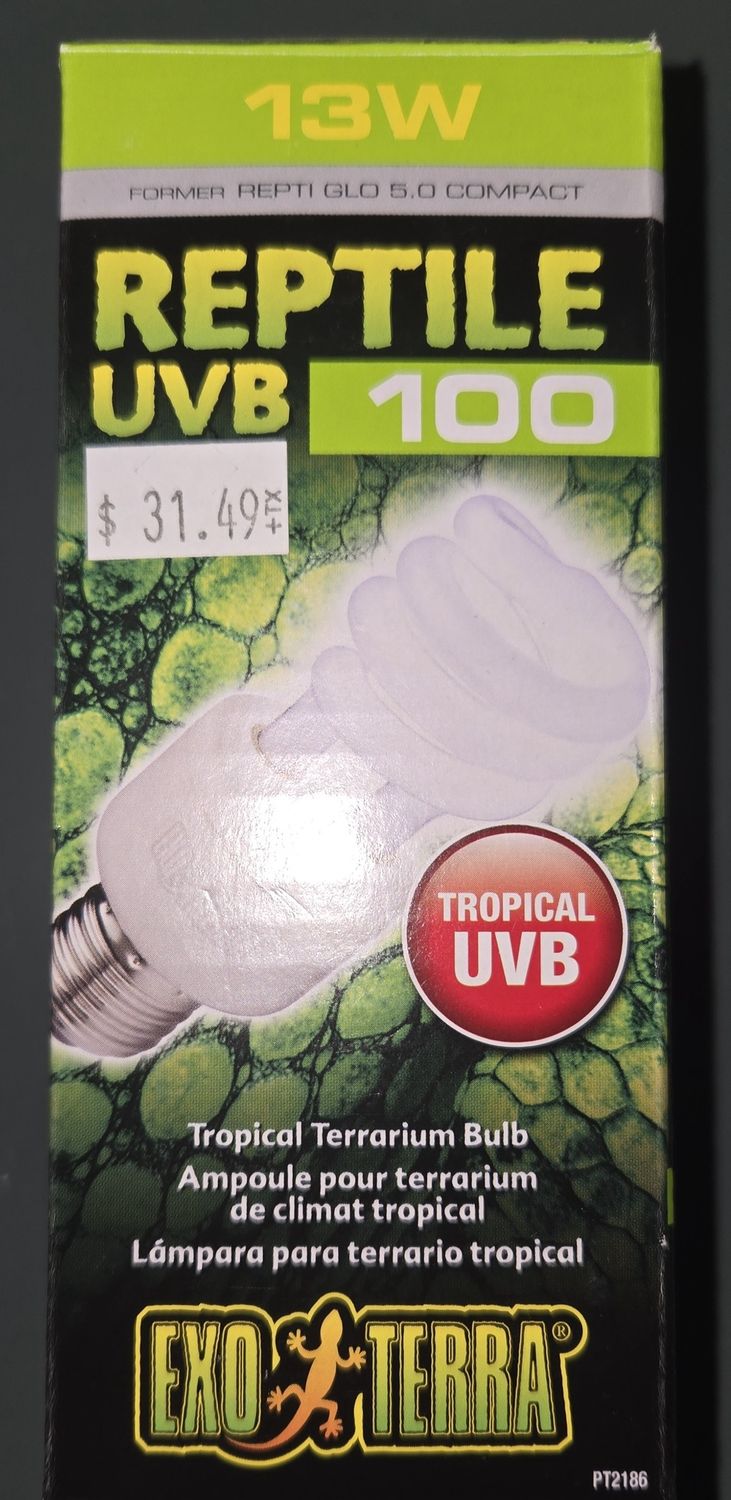 13W
FORMER REPTI GLO 5.0 COMPACT
REPTILE
UVB 100
$ 31.49 +TX
TROPICAL
UVB
Tropical Terrarium Bulb
Ampoule pour terrarium
de climat tropical
Lámpara para terrario tropical
EXO TERRA®
PT2186